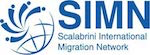 SIMN
Scalabrini International
Migration Network